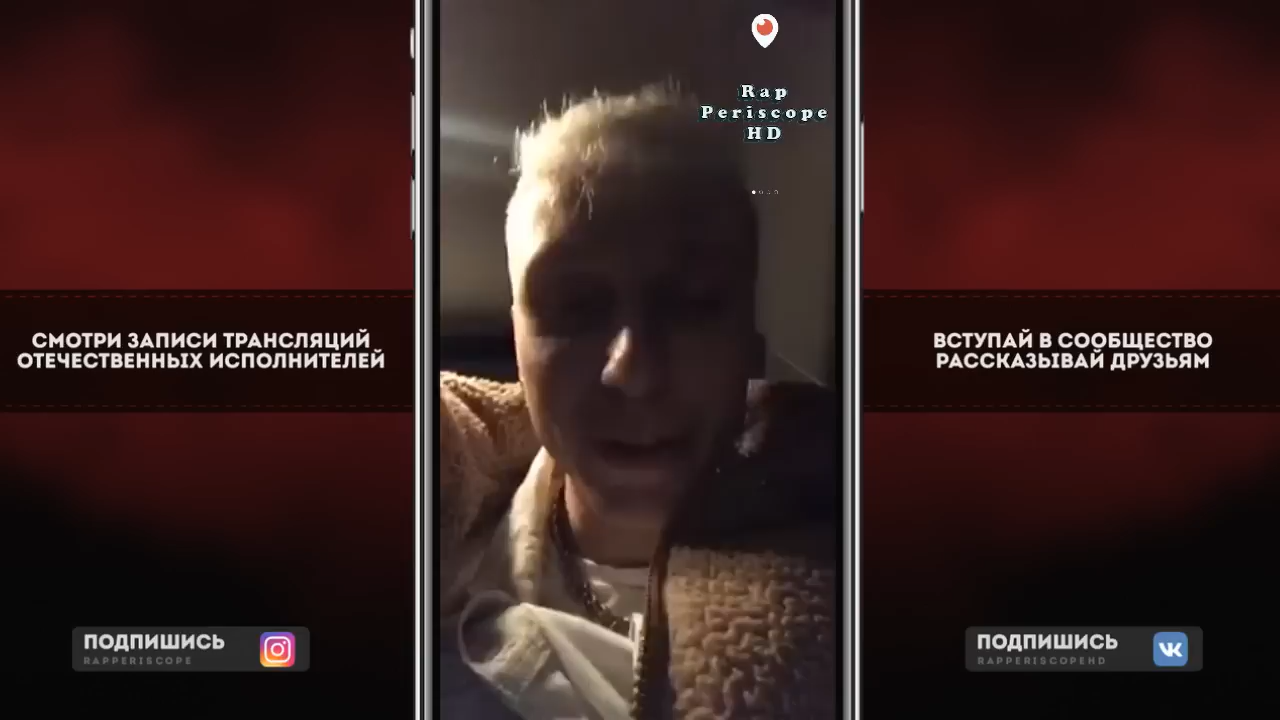 Rap
Periscope
HD
СМОТРИ ЗАПИСИ ТРАНСЛЯЦИЙ
ОТЕЧЕСТВЕННЫХ ИСПОЛНИТЕЛЕЙ
ВСТУПАЙ В СООБЩЕСТВО
РАССКАЗЫВАЙ ДРУЗЬЯМ
ПОДПИШИСЬ
RAPPERISCOPE
ПОДПИШИСЬ
RAPPERISCOPEHD